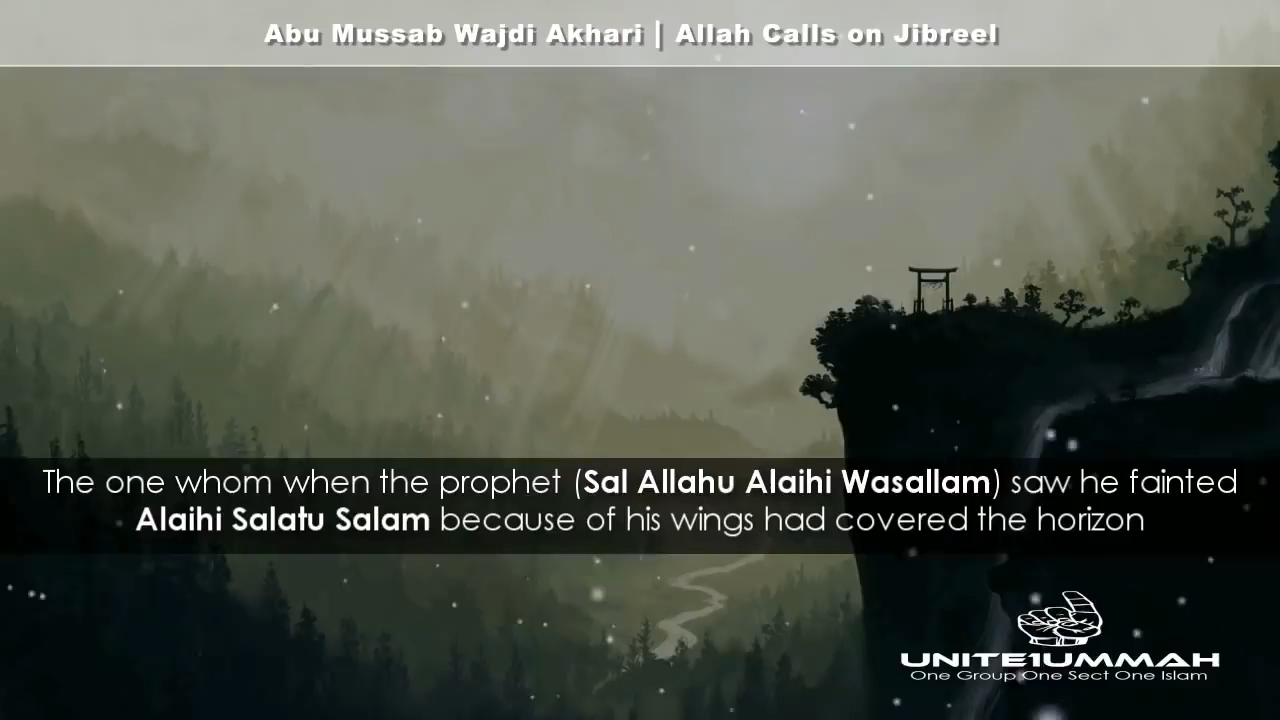 Abu Mussab Wajdi Akhari | Allah Calls on Jibreel
The one whom when the prophet (Sal Allahu Alaihi Wasallam) saw he fainted
Alaihi Salatu Salam because of his wings had covered the horizon
UNITE1UMMAH
One Group One Sect One Islam